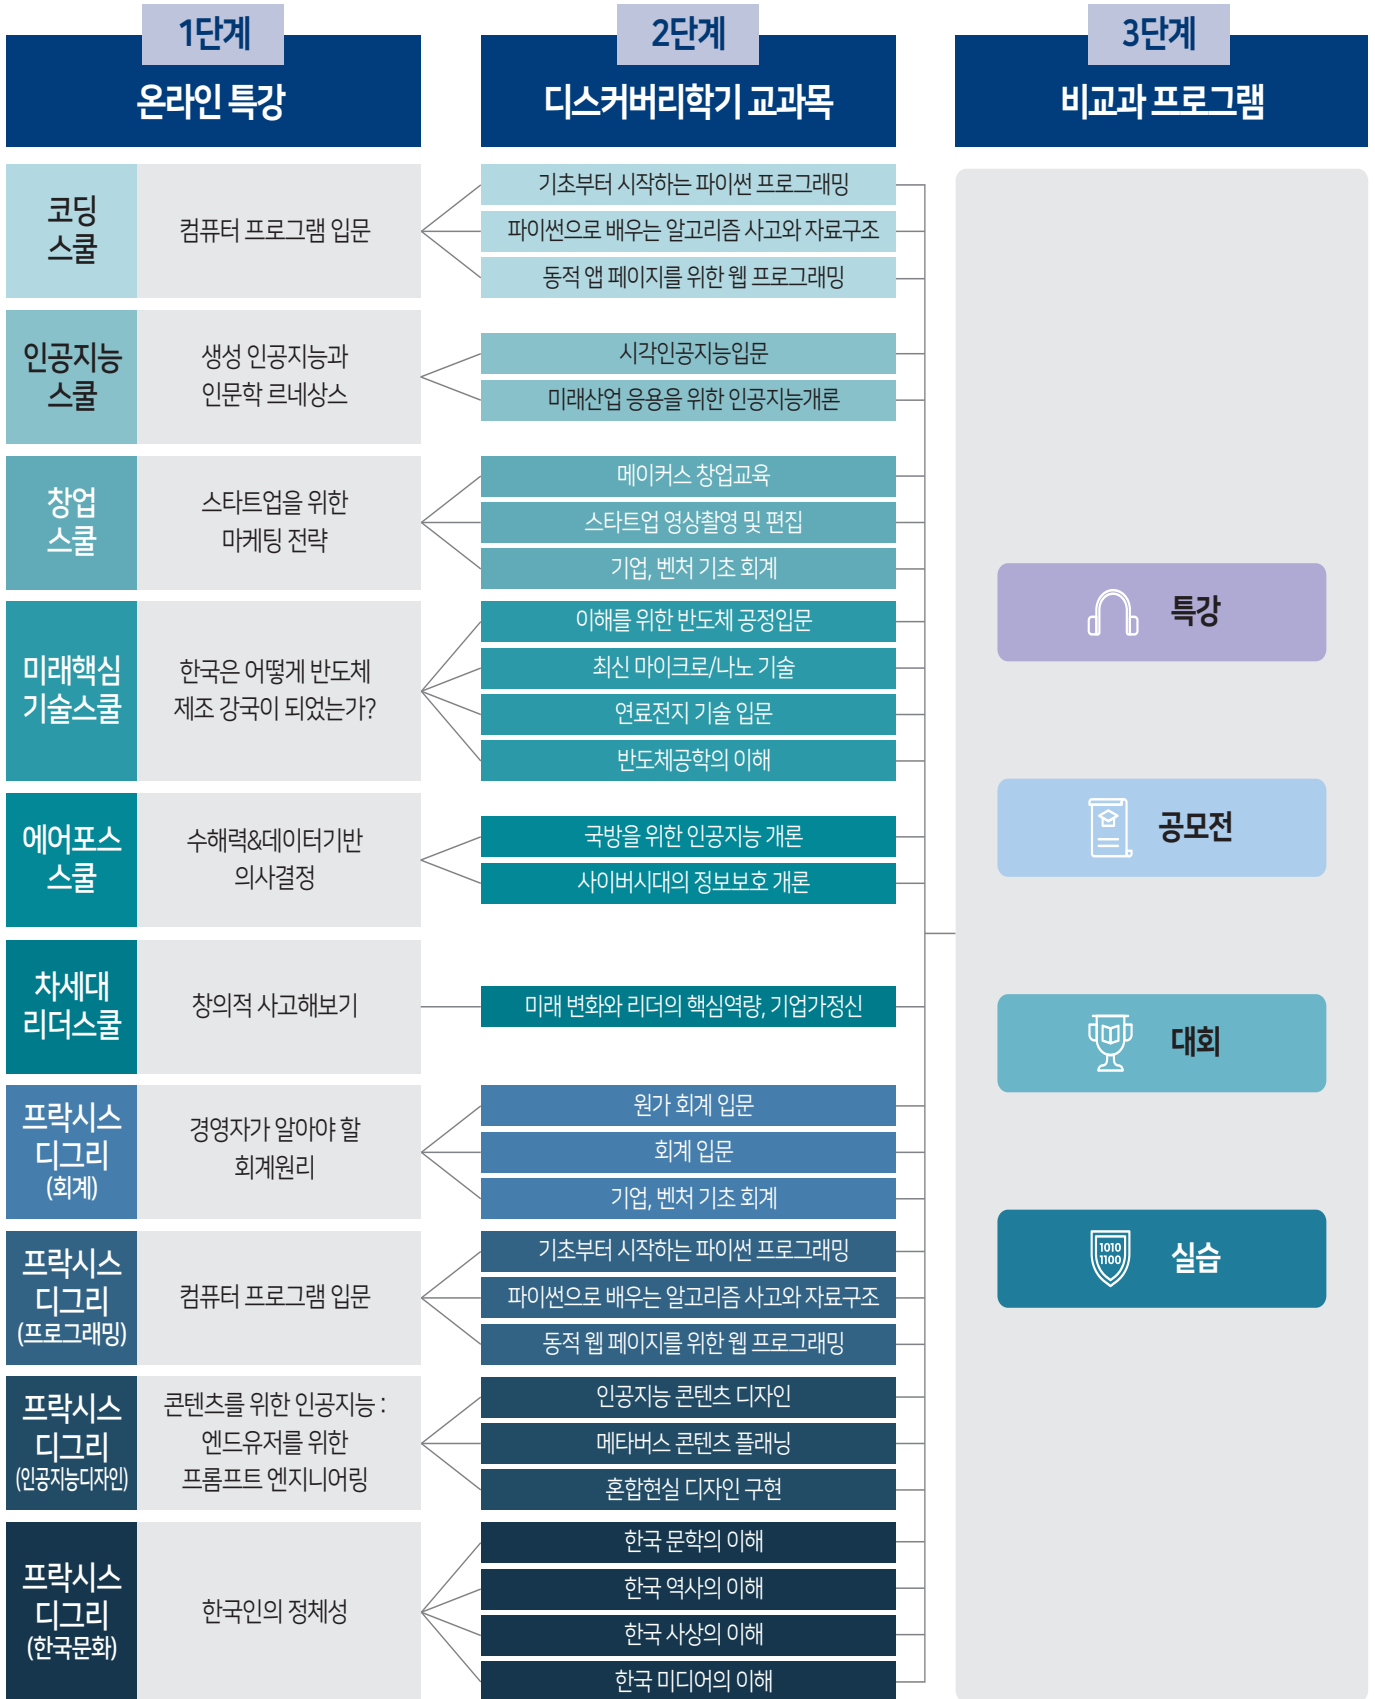 1단계
온라인 특강
2단계
디스커버리학기 교과목
3단계
비교과 프로그램
코딩
스쿨
컴퓨터 프로그램 입문
기초부터 시작하는 파이썬 프로그래밍
파이썬으로 배우는 알고리즘 사고와 자료구조
동적 앱 페이지를 위한 웹 프로그래밍
인공지능
스쿨
생성 인공지능과
인문학 르네상스
시각인공지능입문
미래산업 응용을 위한 인공지능개론
창업
스쿨
스타트업을 위한
마케팅 전략
메이커스 창업교육
스타트업 영상촬영 및 편집
기업, 벤처 기초 회계
미래핵심
기술스쿨
한국은 어떻게 반도체
제조 강국이 되었는가?
이해를 위한 반도체 공정입문
최신 마이크로/나노 기술
연료전지 기술 입문
반도체공학의 이해
에어포스
스쿨
수해력&데이터기반
의사결정
국방을 위한 인공지능 개론
사이버시대의 정보보호 개론
차세대
리더스쿨
창의적 사고해보기
미래 변화와 리더의 핵심역량, 기업가정신
프락시스
디그리
(회계)
경영자가 알아야 할
회계원리
원가 회계 입문
회계 입문
기업, 벤처 기초 회계
프락시스
디그리
(프로그래밍)
컴퓨터 프로그램 입문
기초부터 시작하는 파이썬 프로그래밍
파이썬으로 배우는 알고리즘 사고와 자료구조
동적 웹 페이지를 위한 웹 프로그래밍
프락시스
디그리
(인공지능디자인)
콘텐츠를 위한 인공지능 :
엔드유저를 위한
프롬프트 엔지니어링
인공지능 콘텐츠 디자인
메타버스 콘텐츠 플래닝
혼합현실 디자인 구현
프락시스
디그리
(한국문화)
한국인의 정체성
한국 문학의 이해
한국 역사의 이해
한국 사상의 이해
한국 미디어의 이해
특강
공모전
대회
1010
1100
실습